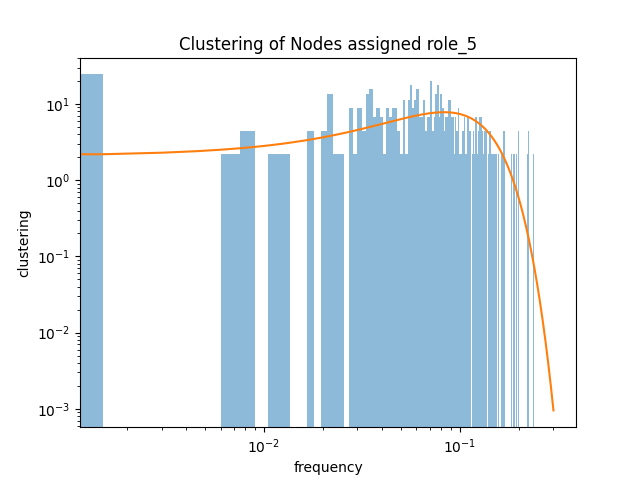 Clustering of Nodes assigned role_5
clustering
10¹
10⁰
10⁻¹
10⁻²
10⁻³
10⁻²
10⁻¹
frequency